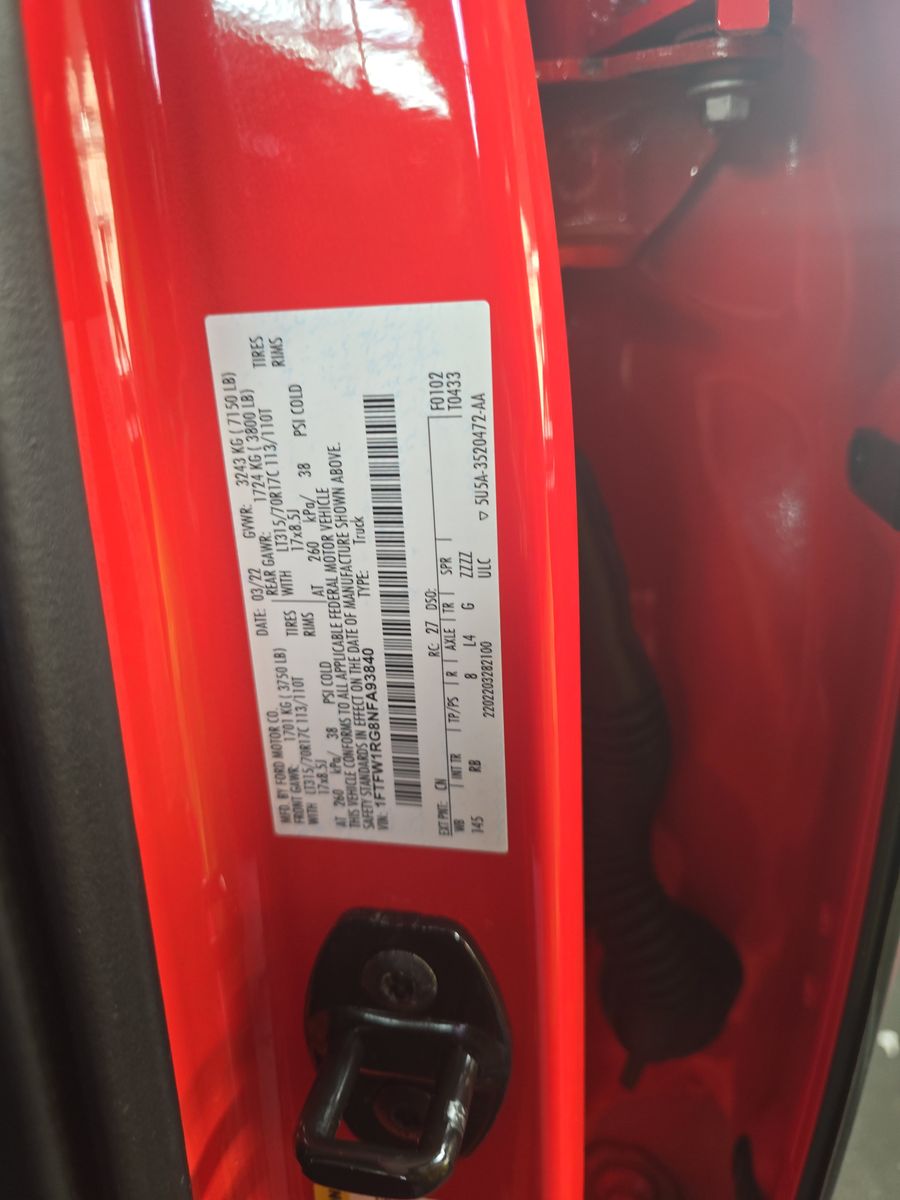 MFD. BY FORD MOTOR CO.
DATE: 03/22 GVWR: 3243 KG ( 7150 LB)
FRONT GAWR: 1701 KG ( 3750 LB) REAR GAWR: 1724 KG ( 3800 LB)
WITH LT315/70R17C 113/110T TIRES WITH LT315/70R17C 113/110T TIRES
17x8.5J RIMS 17x8.5J RIMS
AT 260 kPa/ 38 PSI COLD AT 260 kPa/ 38 PSI COLD
THIS VEHICLE CONFORMS TO ALL APPLICABLE FEDERAL MOTOR VEHICLE
SAFETY STANDARDS IN EFFECT ON THE DATE OF MANUFACTURE SHOWN ABOVE.
VIN: 1FTFW1RG8NFA93840 TYPE: Truck
EXT PNT: CN RC: 27 DSO: F0102
WB INT TR TP/PS R AXLE TR SPR T0433
145 RB 8 L4 G ZZZZ
2202203282100 ULC ▽ 5U5A-3520472-AA